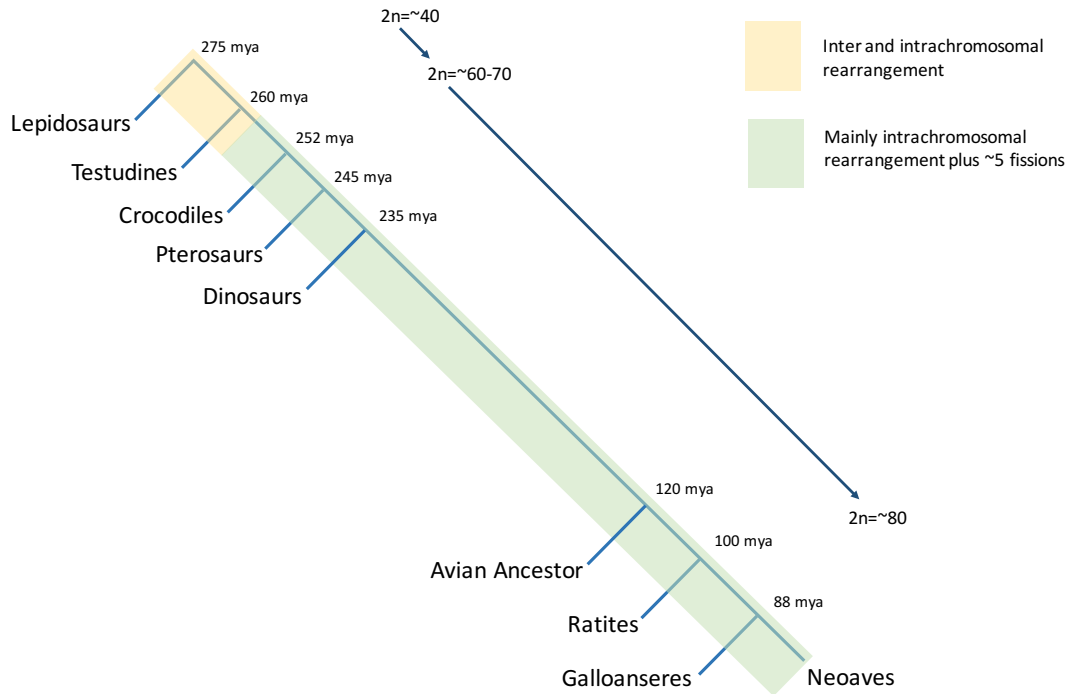 2n=~40
2n=~60-70
275 mya
260 mya
252 mya
245 mya
235 mya
Lepidosaurs
Testudines
Crocodiles
Pterosaurs
Dinosaurs
Inter and intrachromosomal
rearrangement
Mainly intrachromosomal
rearrangement plus ~5 fissions
120 mya
2n=~80
100 mya
88 mya
Avian Ancestor
Ratites
Galloanseres
Neoaves